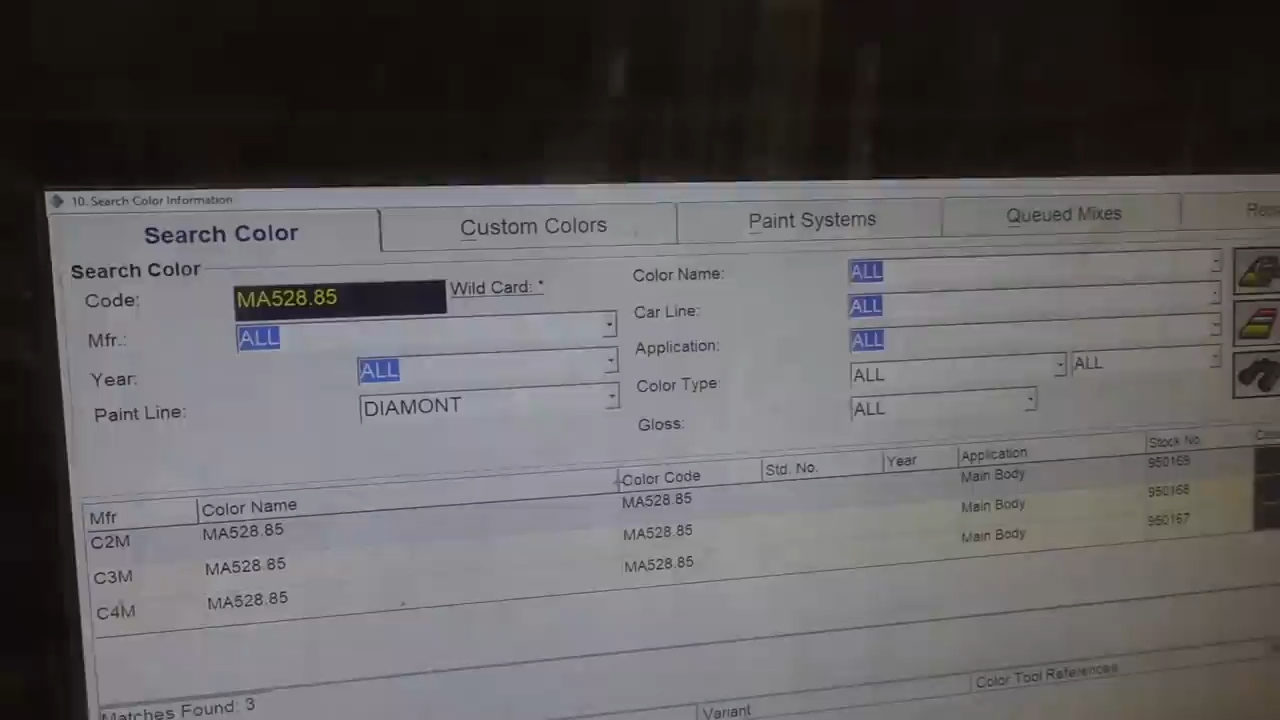 10. Search Color Information
Search Color
Custom Colors
Paint Systems
Queued Mixes
Search Color
Code:
MA528.85
Wild Card: *
Mfr.:
ALL
Year:
ALL
Paint Line:
DIAMONT
Color Name:
ALL
Car Line:
ALL
Application:
ALL
Color Type:
ALL
ALL
Gloss:
ALL
Mfr Color Name Color Code Std. No. Year Application Stock No.
C2M MA528.85 MA528.85 Main Body 950169
C3M MA528.85 MA528.85 Main Body 950168
C4M MA528.85 MA528.85 Main Body 950167
Matches Found: 3
Variant
Color Tool References